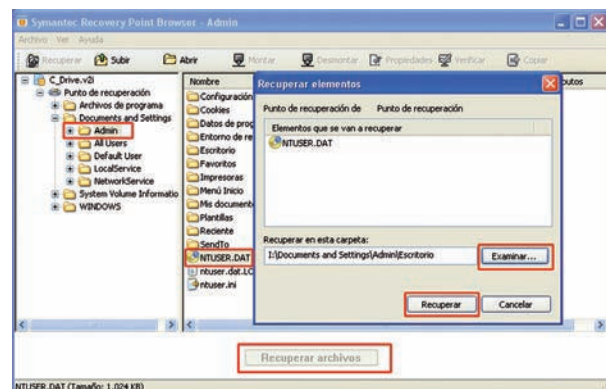 Symantec Recovery Point Browser - Admin
Archivo Ver Ayuda
Recuperar Subir Abrir Montar Desmontar Propiedades Verificar Copiar
C_Drive.v2i
Punto de recuperación
Archivos de programa
Documents and Settings
Admin
All Users
Default User
LocalService
NetworkService
System Volume Informatio
WINDOWS
Nombre
Configuración
Cookies
Datos de prog
Entorno de re
Escritorio
Favoritos
Impresoras
Menú Inicio
Mis document
Plantillas
Reciente
SendTo
NTUSER.DAT
ntuser.dat.LO
ntuser.ini
butos
Recuperar elementos
Punto de recuperación de Punto de recuperación
Elementos que se van a recuperar
NTUSER.DAT
Recuperar en esta carpeta:
I:\Documents and Settings\Admin\Escritorio
Examinar...
Recuperar Cancelar
Recuperar archivos
NTUSER.DAT (Tamaño: 1.024 KB)